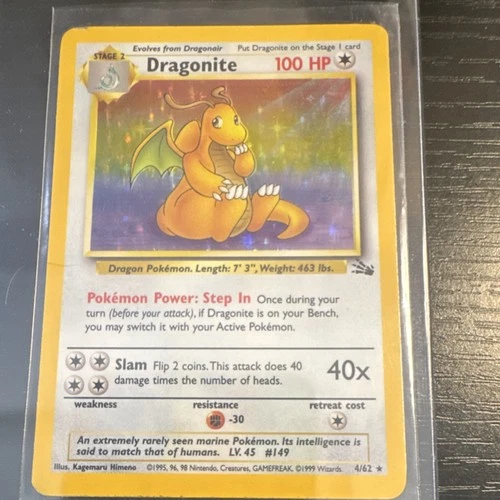 Evolves from Dragonair Put Dragonite on the Stage 1 card
STAGE 2
Dragonite 100 HP
Dragon Pokémon. Length: 7' 3", Weight: 463 lbs.
Pokémon Power: Step In Once during your
turn (before your attack), if Dragonite is on your Bench,
you may switch it with your Active Pokémon.
Slam Flip 2 coins. This attack does 40
damage times the number of heads.
40x
weakness resistance retreat cost
-30
An extremely rarely seen marine Pokémon. Its intelligence is
said to match that of humans. LV. 45 #149
Illus. Kagemaru Himeno ©1995, 96, 98 Nintendo, Creatures, GAMEFREAK. ©1999 Wizards. 4/62 ★